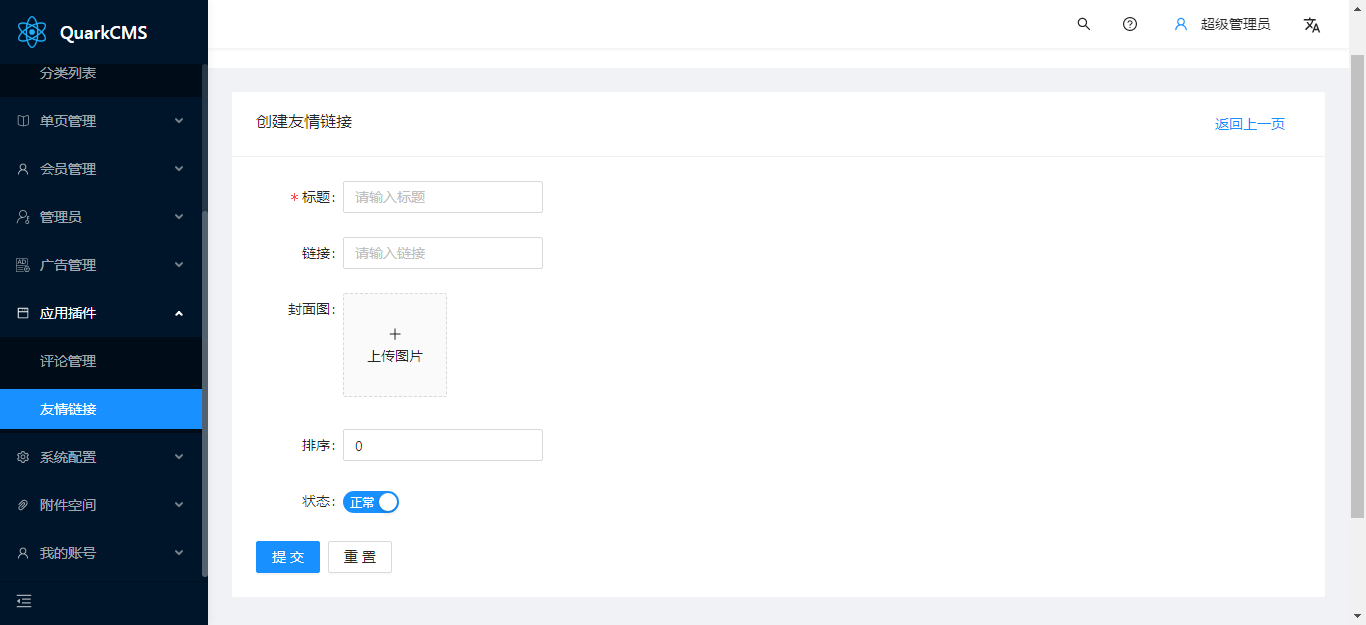 QuarkCMS
分类列表
单页管理
会员管理
管理员
广告管理
应用插件
评论管理
友情链接
系统配置
附件空间
我的账号
超级管理员
创建友情链接
返回上一页
* 标题: 请输入标题
链接: 请输入链接
封面图:
上传图片
排序: 0
状态: 正常
提 交 重 置